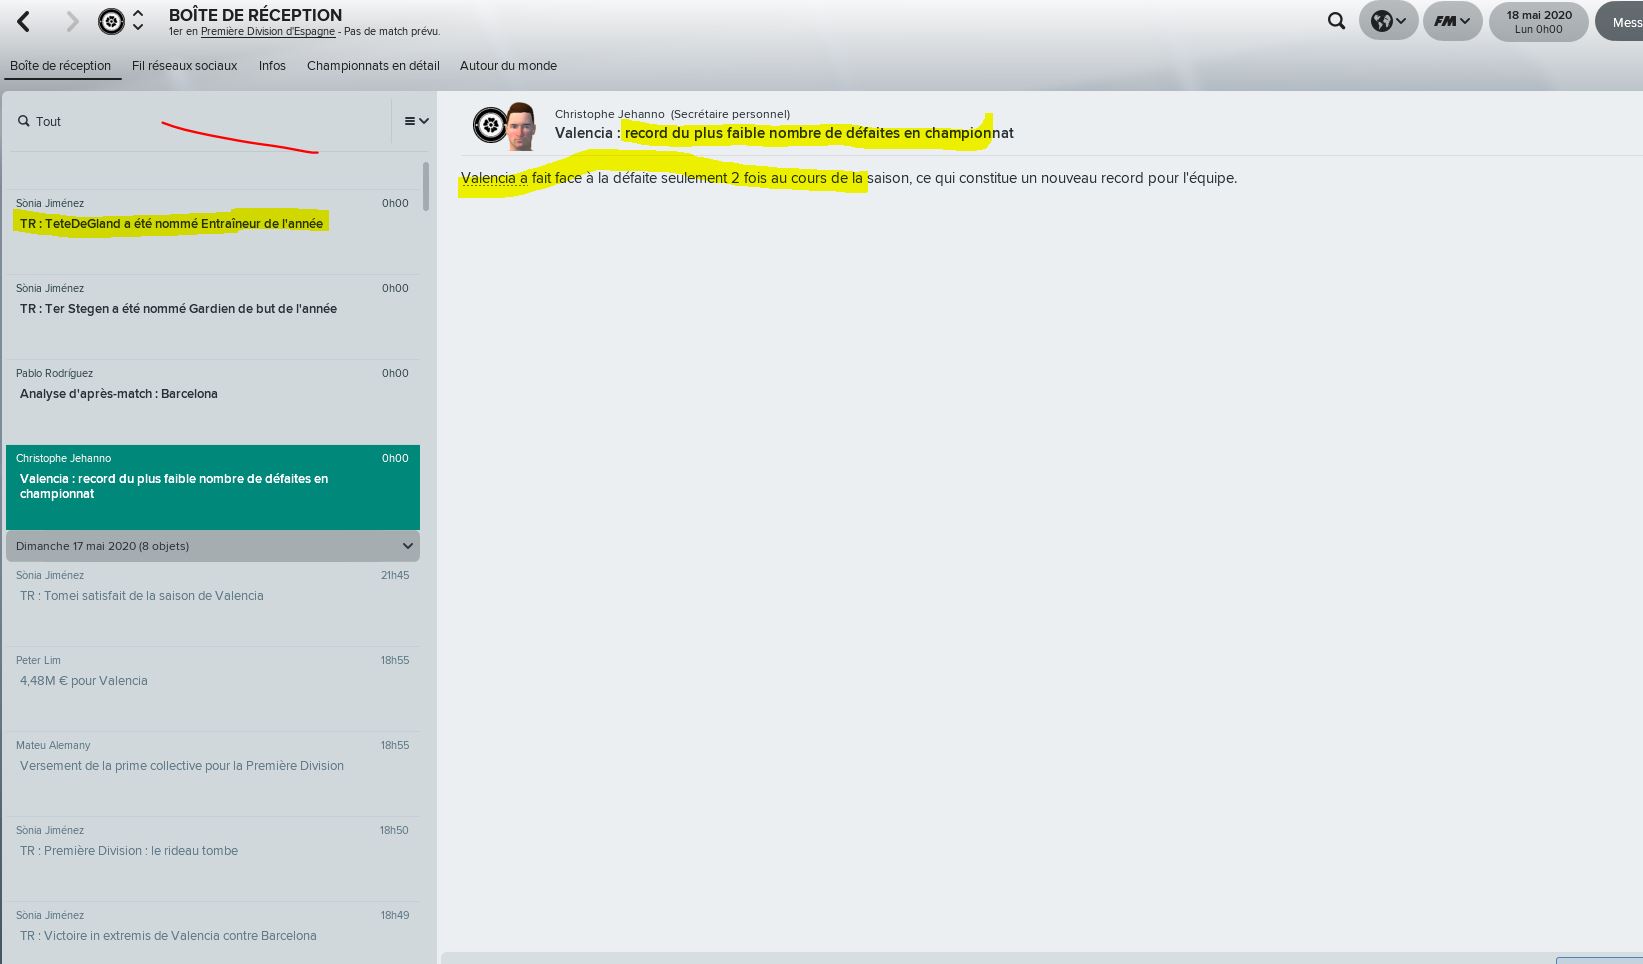 BOÎTE DE RÉCEPTION
1er en Première Division d'Espagne - Pas de match prévu.
FM
18 mai 2020
Lun 0h00
Mess
Boîte de réception
Fil réseaux sociaux
Infos
Championnats en détail
Autour du monde
Tout
Sònia Jiménez
0h00
TR : TeteDeGland a été nommé Entraîneur de l'année
Sònia Jiménez
0h00
TR : Ter Stegen a été nommé Gardien de but de l'année
Pablo Rodríguez
0h00
Analyse d'après-match : Barcelona
Christophe Jehanno
0h00
Valencia : record du plus faible nombre de défaites en
championnat
Dimanche 17 mai 2020 (8 objets)
Sònia Jiménez
21h45
TR : Tomei satisfait de la saison de Valencia
Peter Lim
18h55
4,48M € pour Valencia
Mateu Alemany
18h55
Versement de la prime collective pour la Première Division
Sònia Jiménez
18h50
TR : Première Division : le rideau tombe
Sònia Jiménez
18h49
TR : Victoire in extremis de Valencia contre Barcelona
Christophe Jehanno (Secrétaire personnel)
Valencia : record du plus faible nombre de défaites en championnat
Valencia a fait face à la défaite seulement 2 fois au cours de la saison, ce qui constitue un nouveau record pour l'équipe.